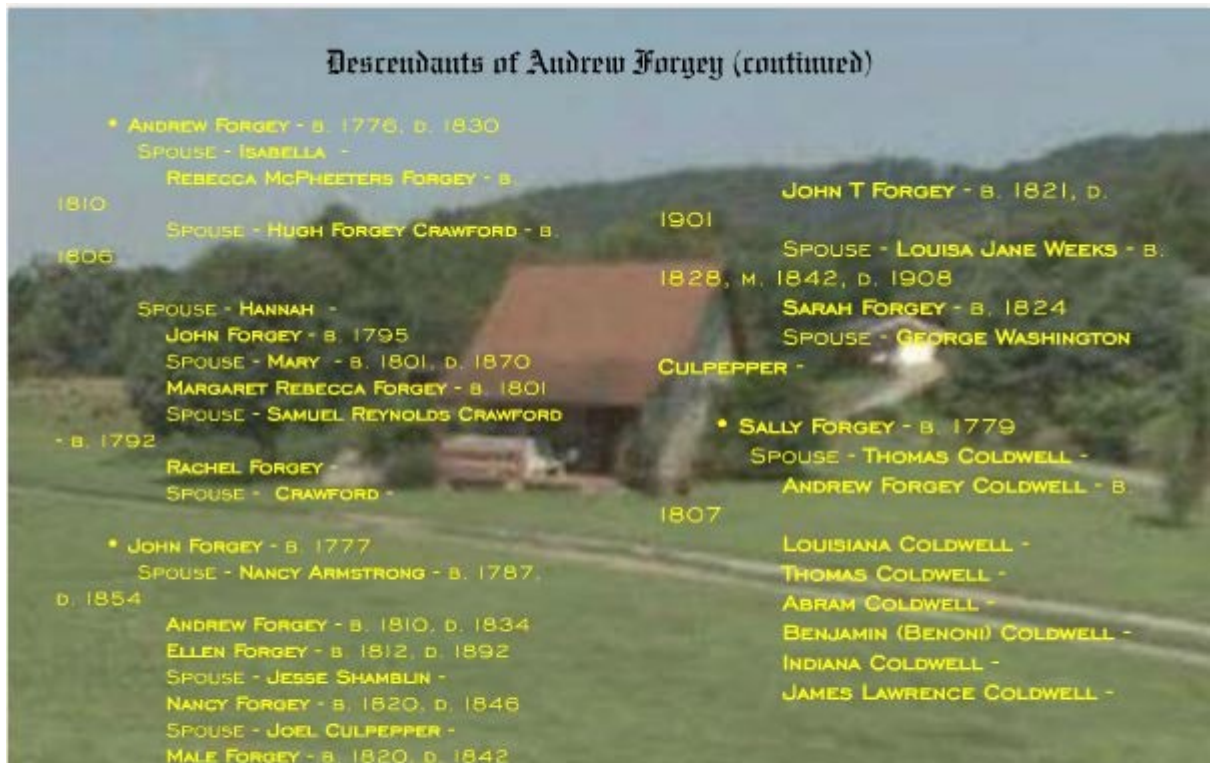 Descendants of Andrew Forgey (continued)
• Andrew Forgey - b. 1776, d. 1830
Spouse - Isabella -
Rebecca McPheeters Forgey - b.
1810
Spouse - Hugh Forgey Crawford - b.
1806
Spouse - Hannah -
John Forgey - b. 1795
Spouse - Mary - b. 1801, d. 1870
Margaret Rebecca Forgey - b. 1801
Spouse - Samuel Reynolds Crawford
- b. 1792
Rachel Forgey -
Spouse - Crawford -
• John Forgey - b. 1777
Spouse - Nancy Armstrong - b. 1787,
d. 1854
Andrew Forgey - b. 1810, d. 1834
Ellen Forgey - b. 1812, d. 1892
Spouse - Jesse Shamblin -
Nancy Forgey - b. 1820, d. 1846
Spouse - Joel Culpepper -
Male Forgey - b. 1820, d. 1842
John T Forgey - b. 1821, d.
1901
Spouse - Louisa Jane Weeks - b.
1828, m. 1842, d. 1908
Sarah Forgey - b. 1824
Spouse - George Washington
Culpepper -
• Sally Forgey - b. 1779
Spouse - Thomas Coldwell -
Andrew Forgey Coldwell - b.
1807
Louisiana Coldwell -
Thomas Coldwell -
Abram Coldwell -
Benjamin (Benoni) Coldwell -
Indiana Coldwell -
James Lawrence Coldwell -